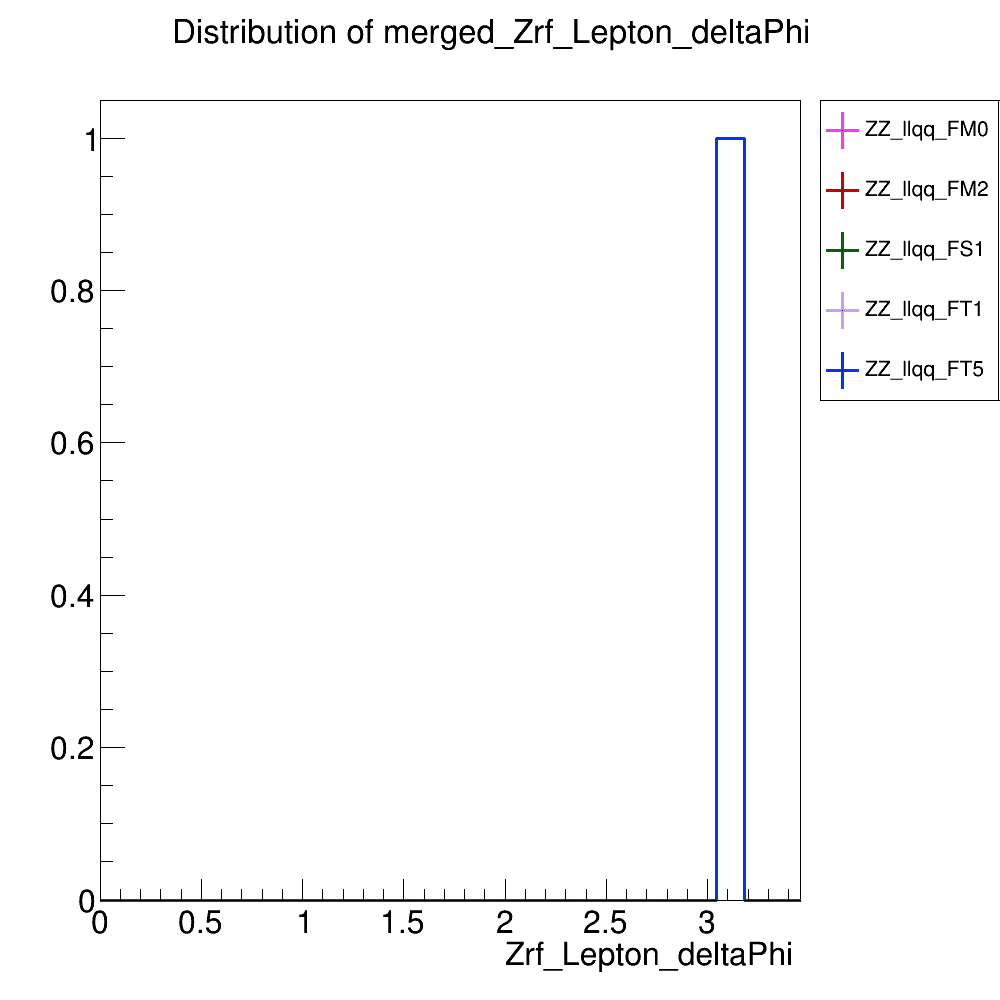 Distribution of merged_Zrf_Lepton_deltaPhi
1
0.8
0.6
0.4
0.2
0
0 0.5 1 1.5 2 2.5 3
Zrf_Lepton_deltaPhi
ZZ_llqq_FM0
ZZ_llqq_FM2
ZZ_llqq_FS1
ZZ_llqq_FT1
ZZ_llqq_FT5